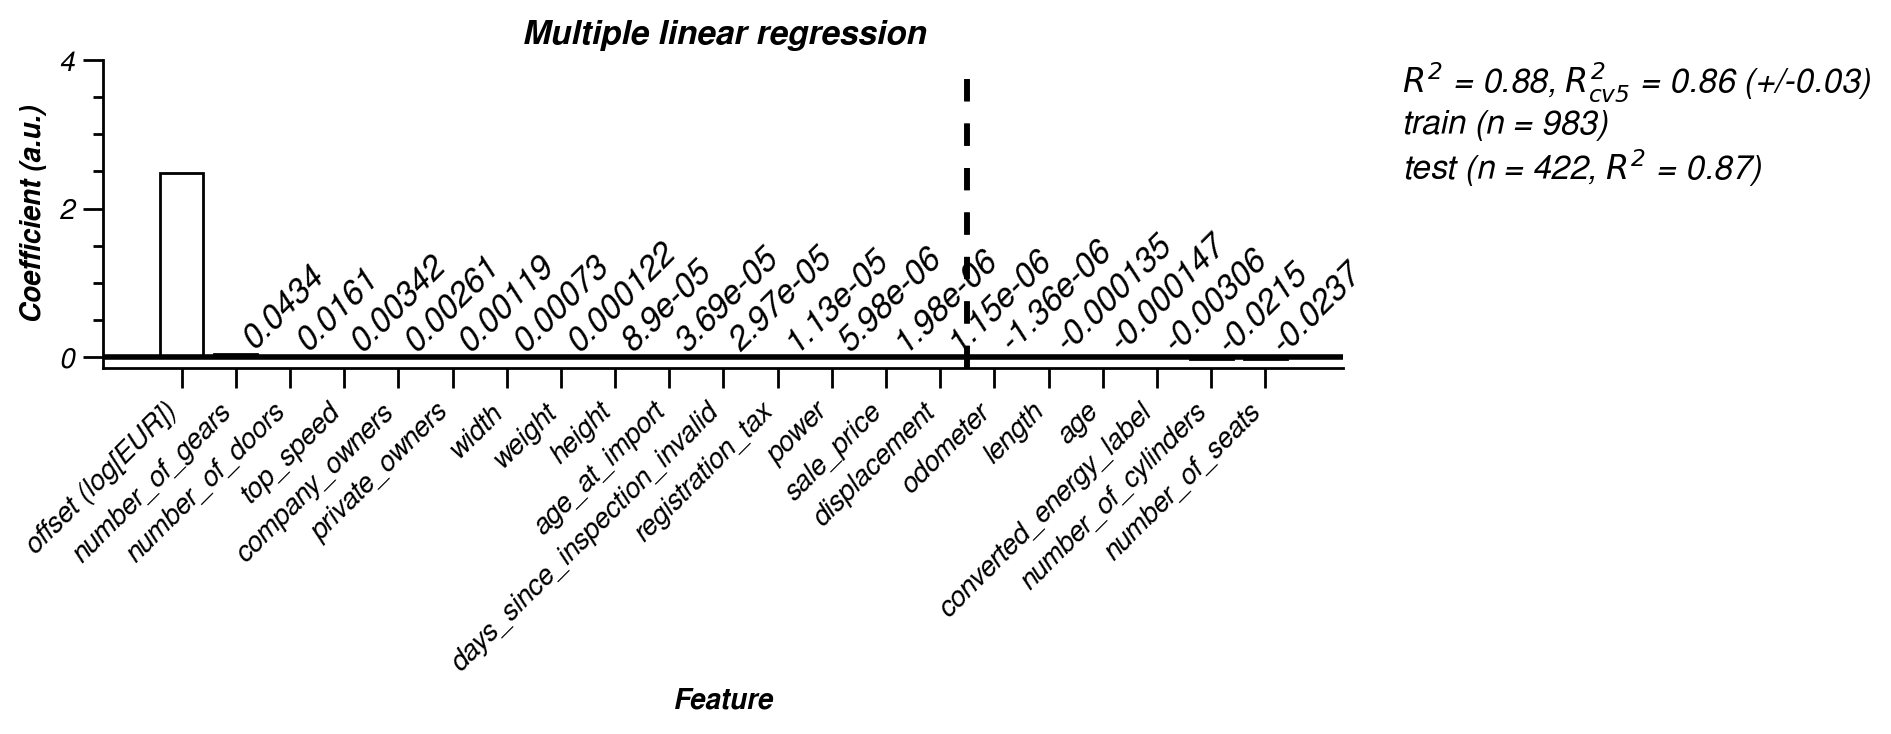 Multiple linear regression
4
2
0
Coefficient (a.u.)
0.0434
0.0161
0.00342
0.00261
0.00119
0.00073
0.000122
8.9e-05
3.69e-05
2.97e-05
1.13e-05
5.98e-06
1.98e-06
1.15e-06
-1.36e-06
-0.000135
-0.000147
-0.00306
-0.0215
-0.0237
offset (log[EUR])
number_of_gears
number_of_doors
top_speed
company_owners
private_owners
width
weight
height
age_at_import
days_since_inspection_invalid
registration_tax
power
sale_price
displacement
odometer
length
age
converted_energy_label
number_of_cylinders
number_of_seats
Feature
R² = 0.88, R²cv5 = 0.86 (+/-0.03)
train (n = 983)
test (n = 422, R² = 0.87)